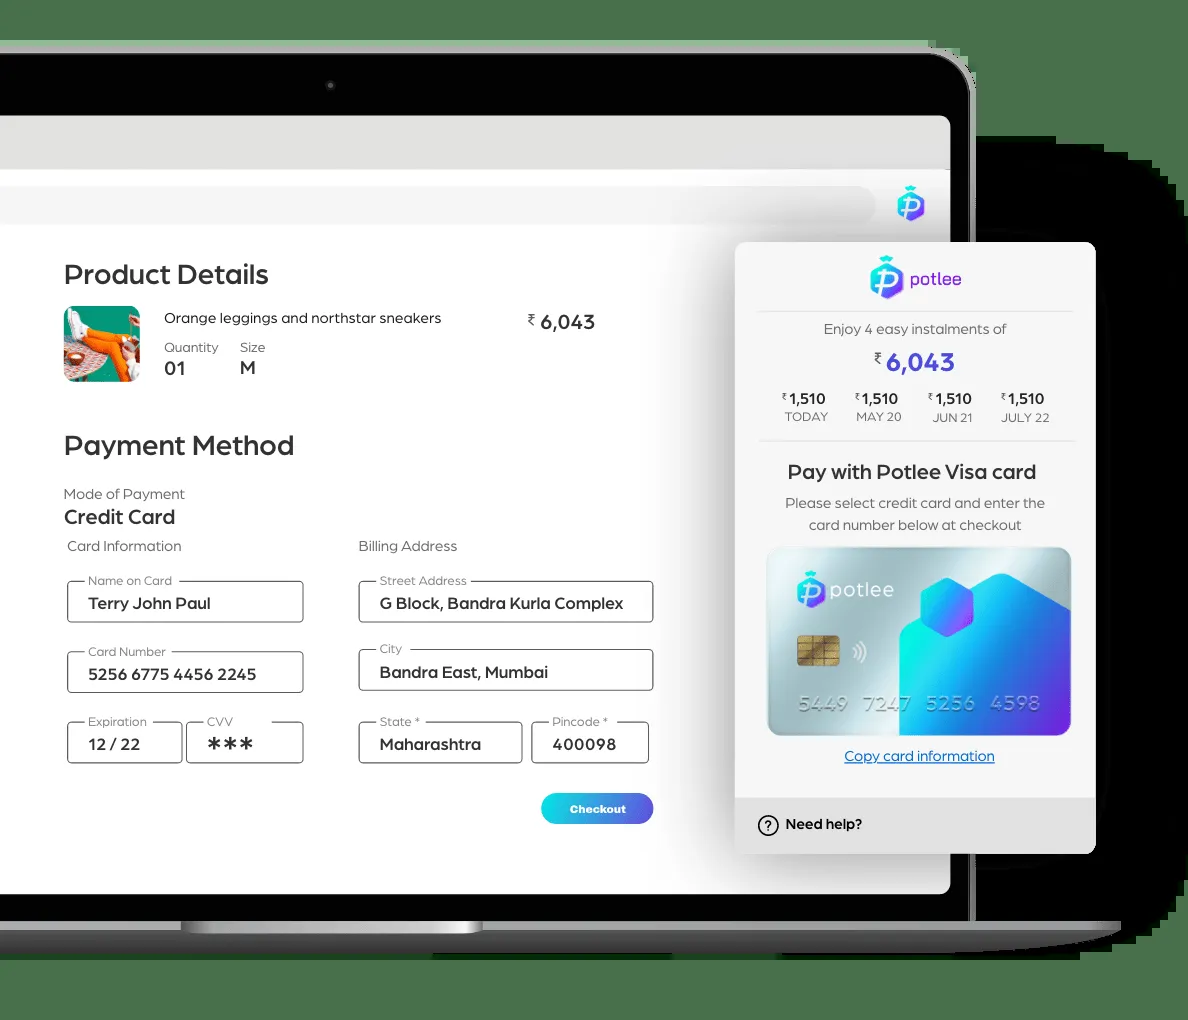 Product Details
Orange leggings and northstar sneakers
₹ 6,043
Quantity Size
01 M
Payment Method
Mode of Payment
Credit Card
Card Information
Billing Address
Name on Card
Terry John Paul
Street Address
G Block, Bandra Kurla Complex
Card Number
5256 6775 4456 2245
City
Bandra East, Mumbai
Expiration
12 / 22
CVV
***
State *
Maharashtra
Pincode *
400098
Checkout
potlee
Enjoy 4 easy instalments of
₹ 6,043
₹ 1,510 ₹ 1,510 ₹ 1,510 ₹ 1,510
TODAY MAY 20 JUN 21 JULY 22
Pay with Potlee Visa card
Please select credit card and enter the
card number below at checkout
potlee
5449 7247 5256 4598
Copy card information
? Need help?